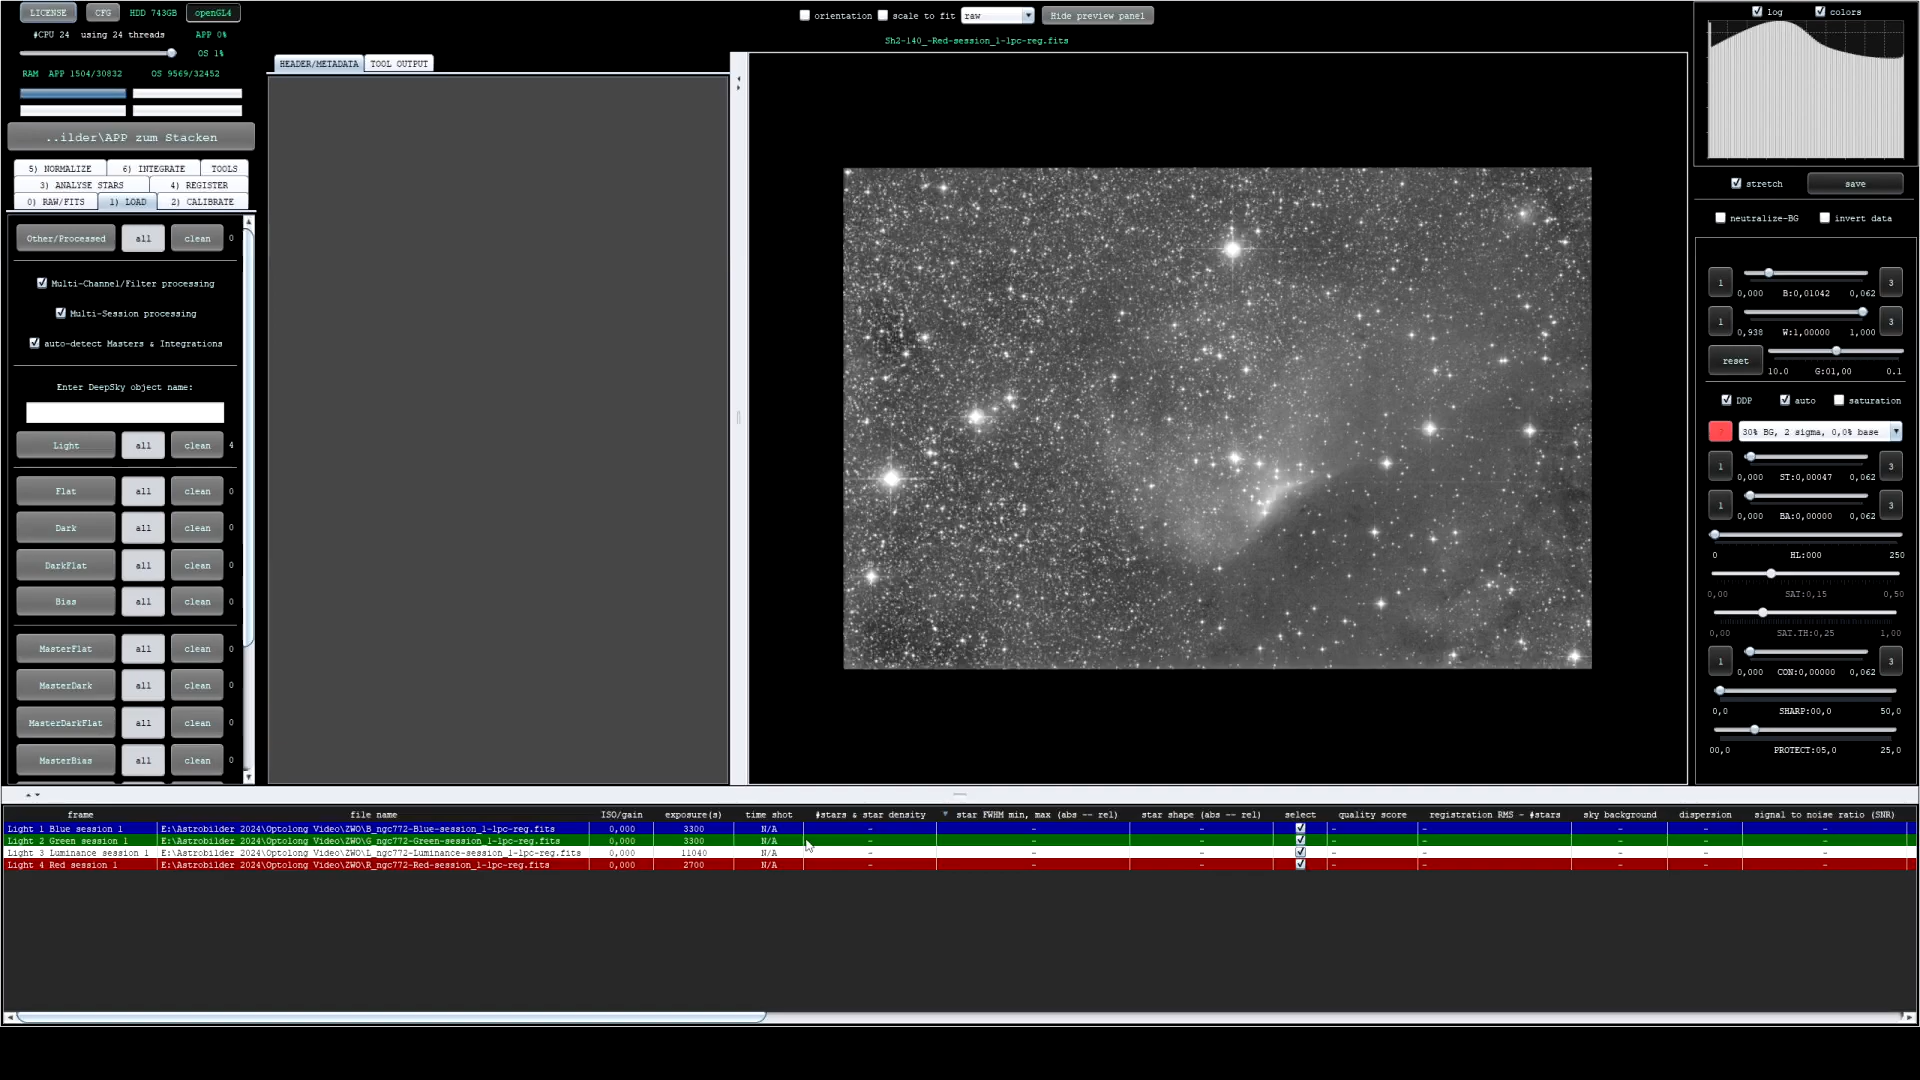 LICENSE CFG HDD 743GB openGL4
#CPU 24 using 24 threads APP 0%
OS 1%
RAM APP 1504/30832 OS 9569/32452
..ilder\APP zum Stacken
5) NORMALIZE 6) INTEGRATE TOOLS
3) ANALYSE STARS 4) REGISTER
0) RAW/FITS 1) LOAD 2) CALIBRATE
Other/Processed all clean 0
Multi-Channel/Filter processing
Multi-Session processing
auto-detect Masters & Integrations
Enter DeepSky object name:
Light all clean 4
Flat all clean 0
Dark all clean 0
DarkFlat all clean 0
Bias all clean 0
MasterFlat all clean 0
MasterDark all clean 0
MasterDarkFlat all clean 0
MasterBias all clean 0
HEADER/METADATA TOOL OUTPUT
orientation scale to fit raw Hide preview panel
Sh2-140_-Red-session_1-lpc-reg.fits
log colors
stretch save
neutralize-BG invert data
1 3
0,000 B:0,01042 0,062
1 3
0,938 W:1,00000 1,000
reset
10.0 G:01,00 0.1
DDP auto saturation
30% BG, 2 sigma, 0,0% base
1 3
0,000 ST:0,00047 0,062
1 3
0,000 BA:0,00000 0,062
0 HL:000 250
0,00 SAT:0,15 0,50
0,00 SAT.TH:0,25 1,00
1 3
0,000 CON:0,00000 0,062
0,0 SHARP:00,0 50,0
00,0 PROTECT:05,0 25,0
frame file name ISO/gain exposure(s) time shot #stars & star density star FWHM min, max (abs -- rel) star shape (abs -- rel) select quality score registration RMS - #stars sky background dispersion signal to noise ratio (SNR)
Light 1 Blue session 1 E:\Astrobilder 2024\Optolong Video\ZWO\B_ngc772-Blue-session_1-lpc-reg.fits 0,000 3300 N/A - - - - - - - -
Light 2 Green session 1 E:\Astrobilder 2024\Optolong Video\ZWO\G_ngc772-Green-session_1-lpc-reg.fits 0,000 3300 N/A - - - - - - - -
Light 3 Luminance session 1 E:\Astrobilder 2024\Optolong Video\ZWO\L_ngc772-Luminance-session_1-lpc-reg.fits 0,000 11040 N/A - - - - - - - -
Light 4 Red session 1 E:\Astrobilder 2024\Optolong Video\ZWO\R_ngc772-Red-session_1-lpc-reg.fits 0,000 2700 N/A - - - - - - - -